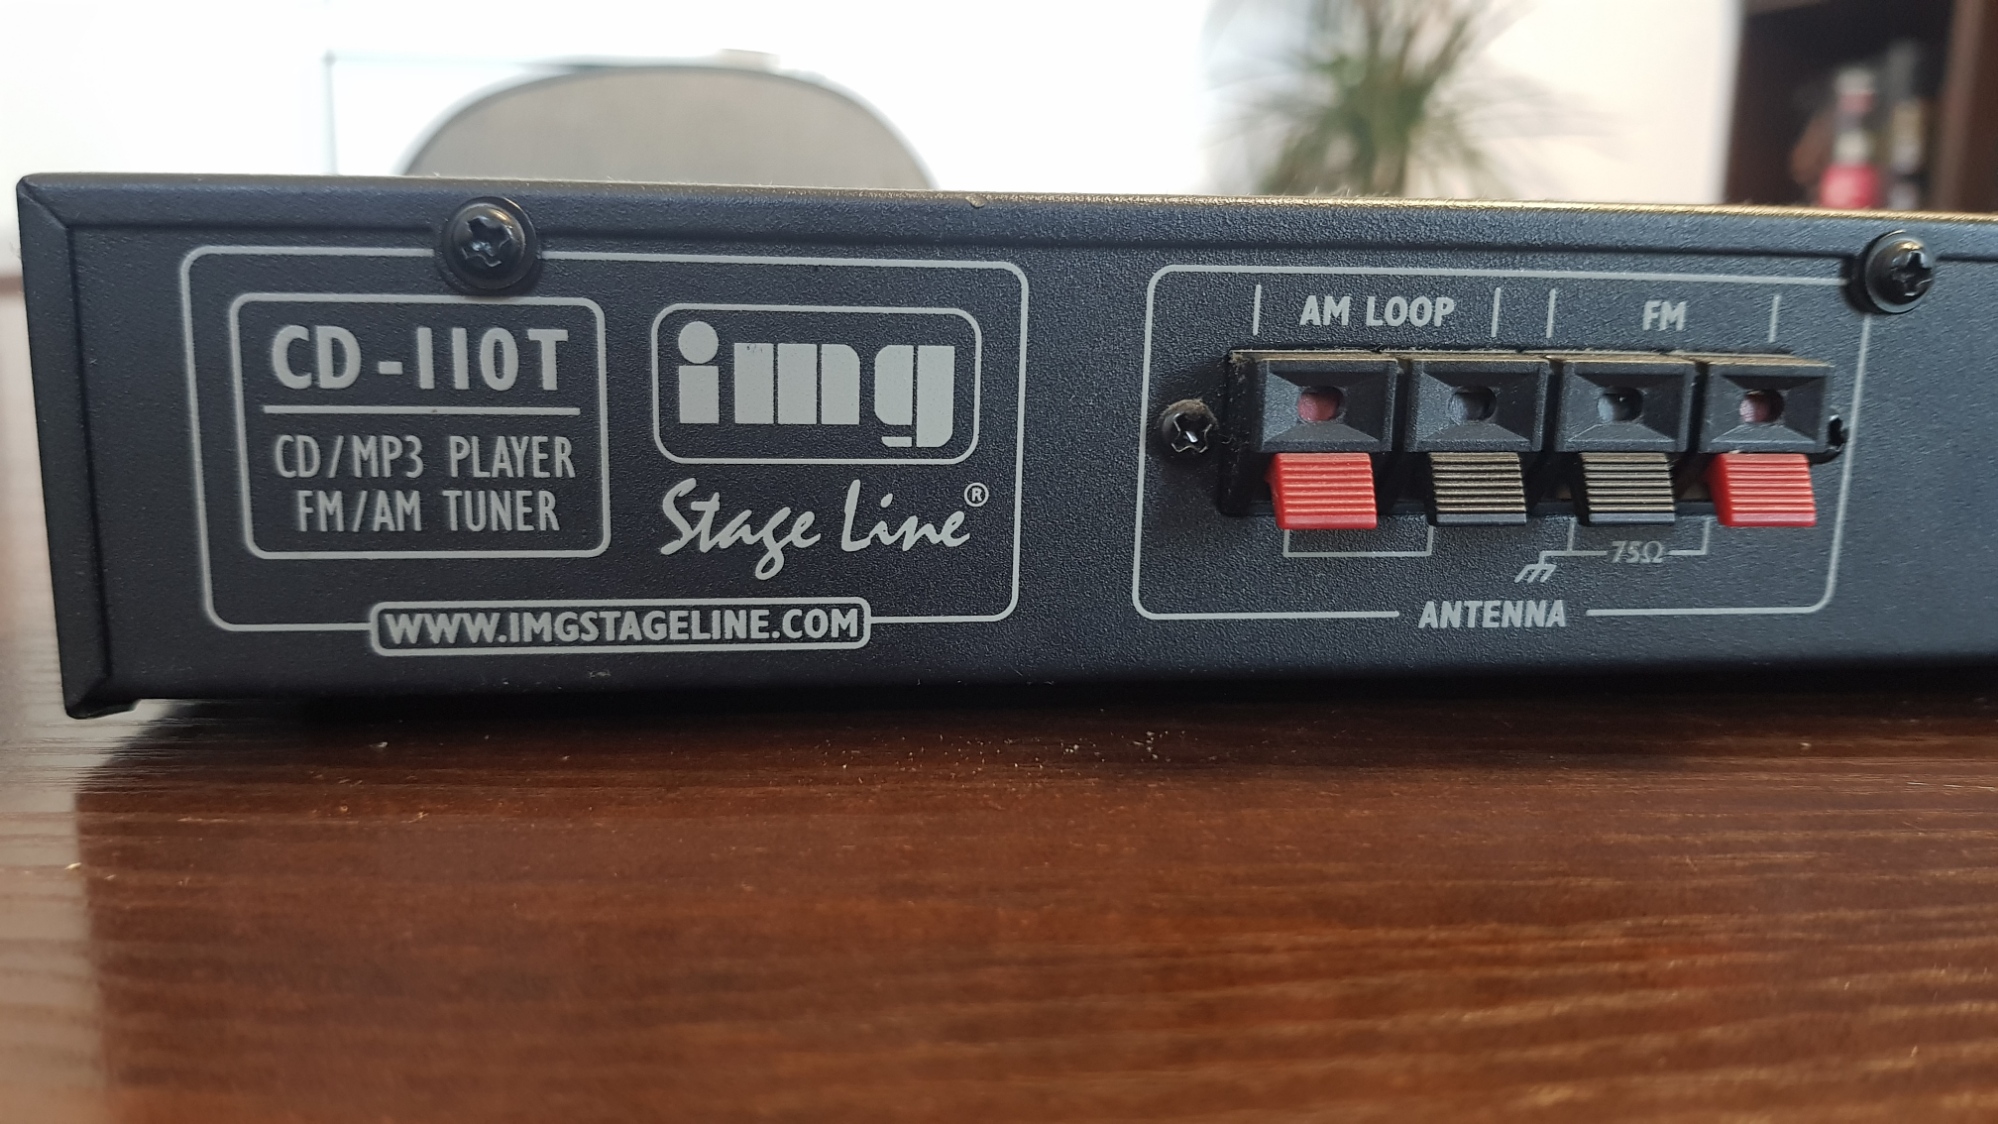 CD-110T
CD/MP3 PLAYER
FM/AM TUNER
img
Stage Line®
WWW.IMGSTAGELINE.COM
AM LOOP
FM
75Ω
ANTENNA